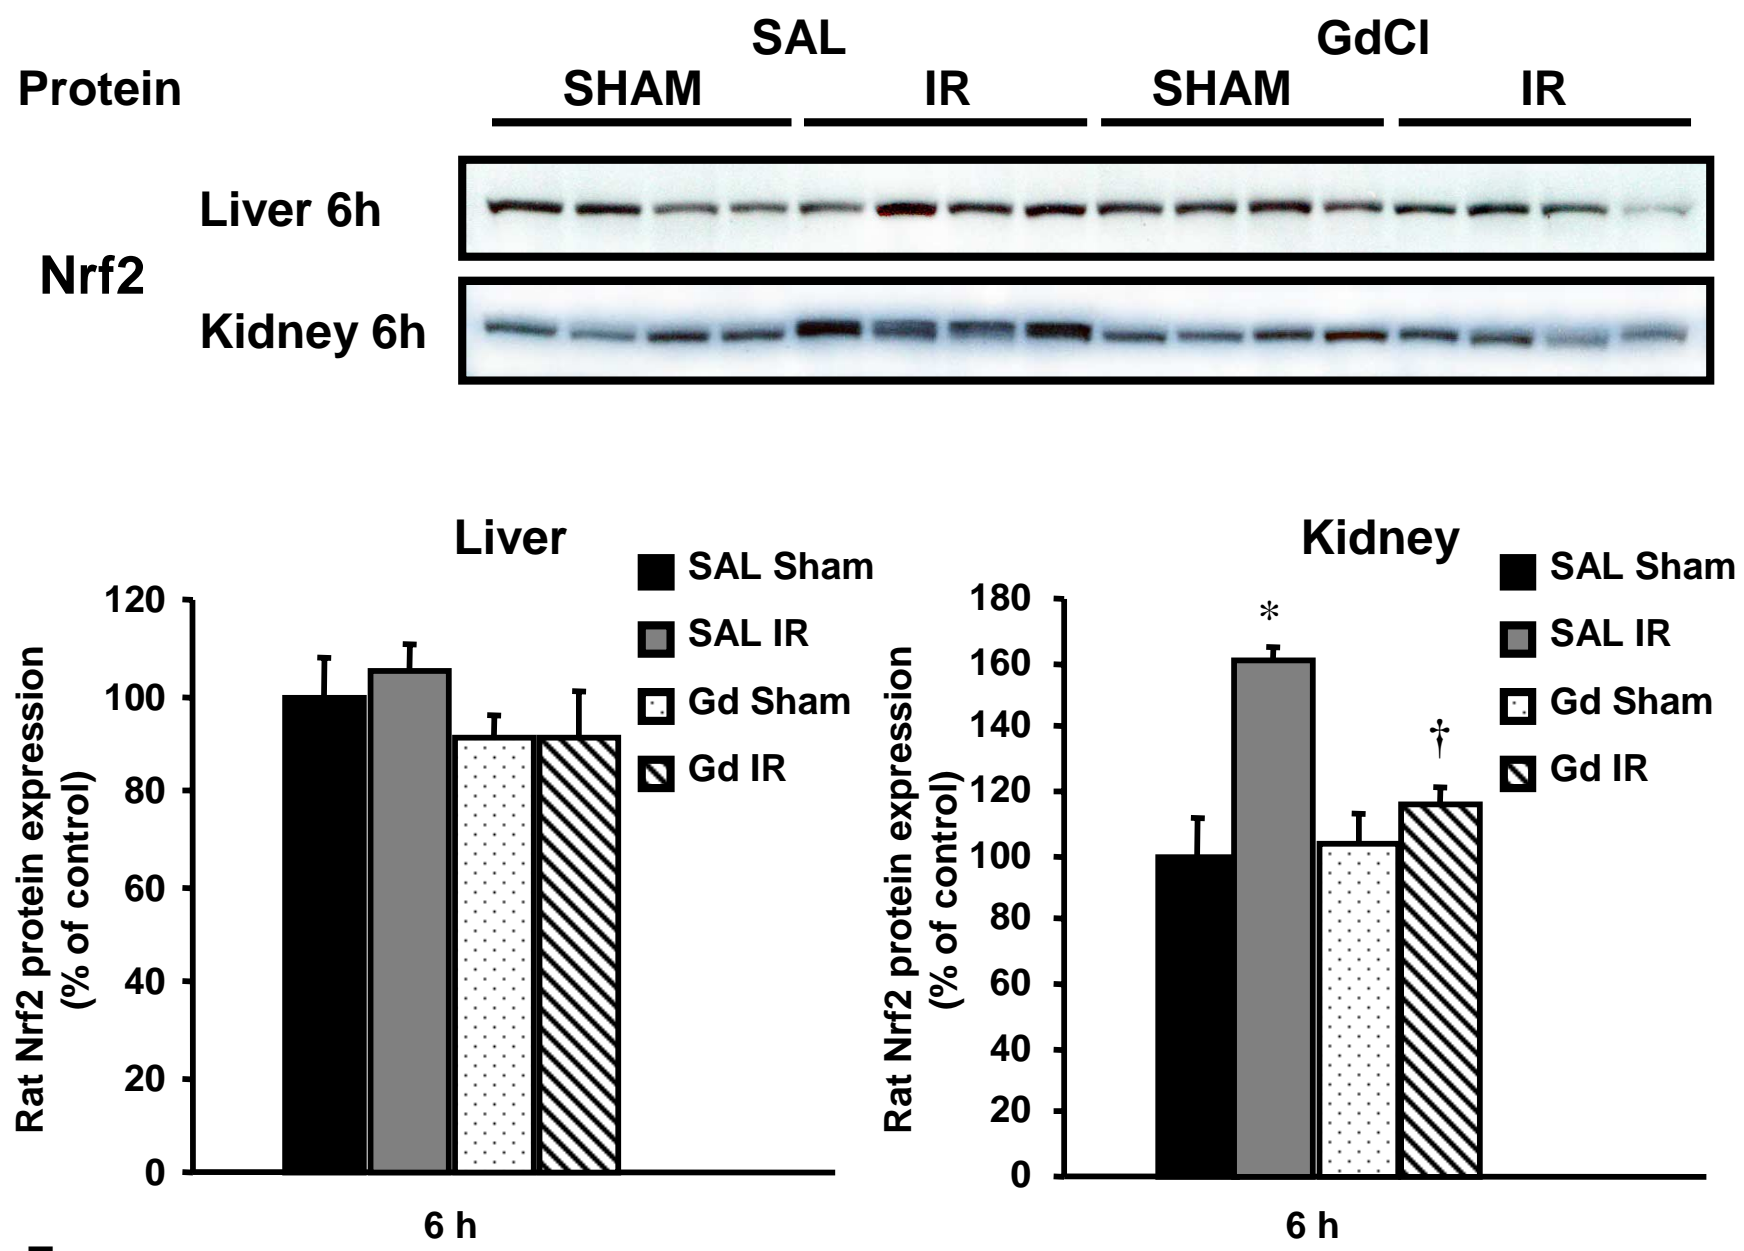 SAL GdCl
Protein SHAM IR SHAM IR
Liver 6h
Nrf2
Kidney 6h
Liver
SAL Sham
SAL IR
Gd Sham
Gd IR
Rat Nrf2 protein expression
(% of control)
120
100
80
60
40
20
0
6 h
Kidney
SAL Sham
SAL IR
Gd Sham
Gd IR
Rat Nrf2 protein expression
(% of control)
180
160
140
120
100
80
60
40
20
0
*
†
6 h